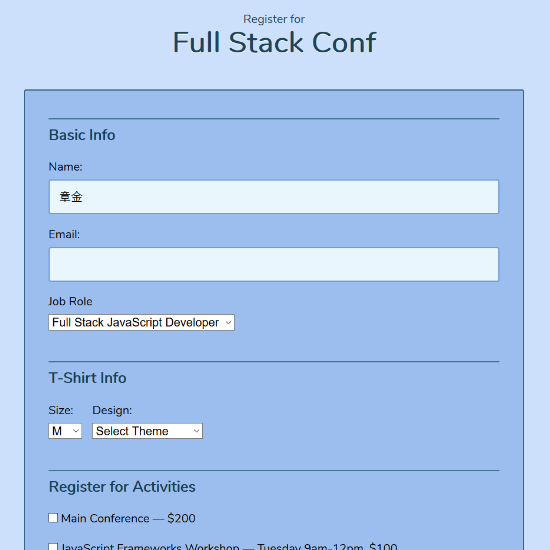 Register for
Full Stack Conf
Basic Info
Name:
章金
Email:
Job Role
Full Stack JavaScript Developer
T-Shirt Info
Size: Design:
M Select Theme
Register for Activities
Main Conference — $200
JavaScript Frameworks Workshop — Tuesday 9am-12pm, $100